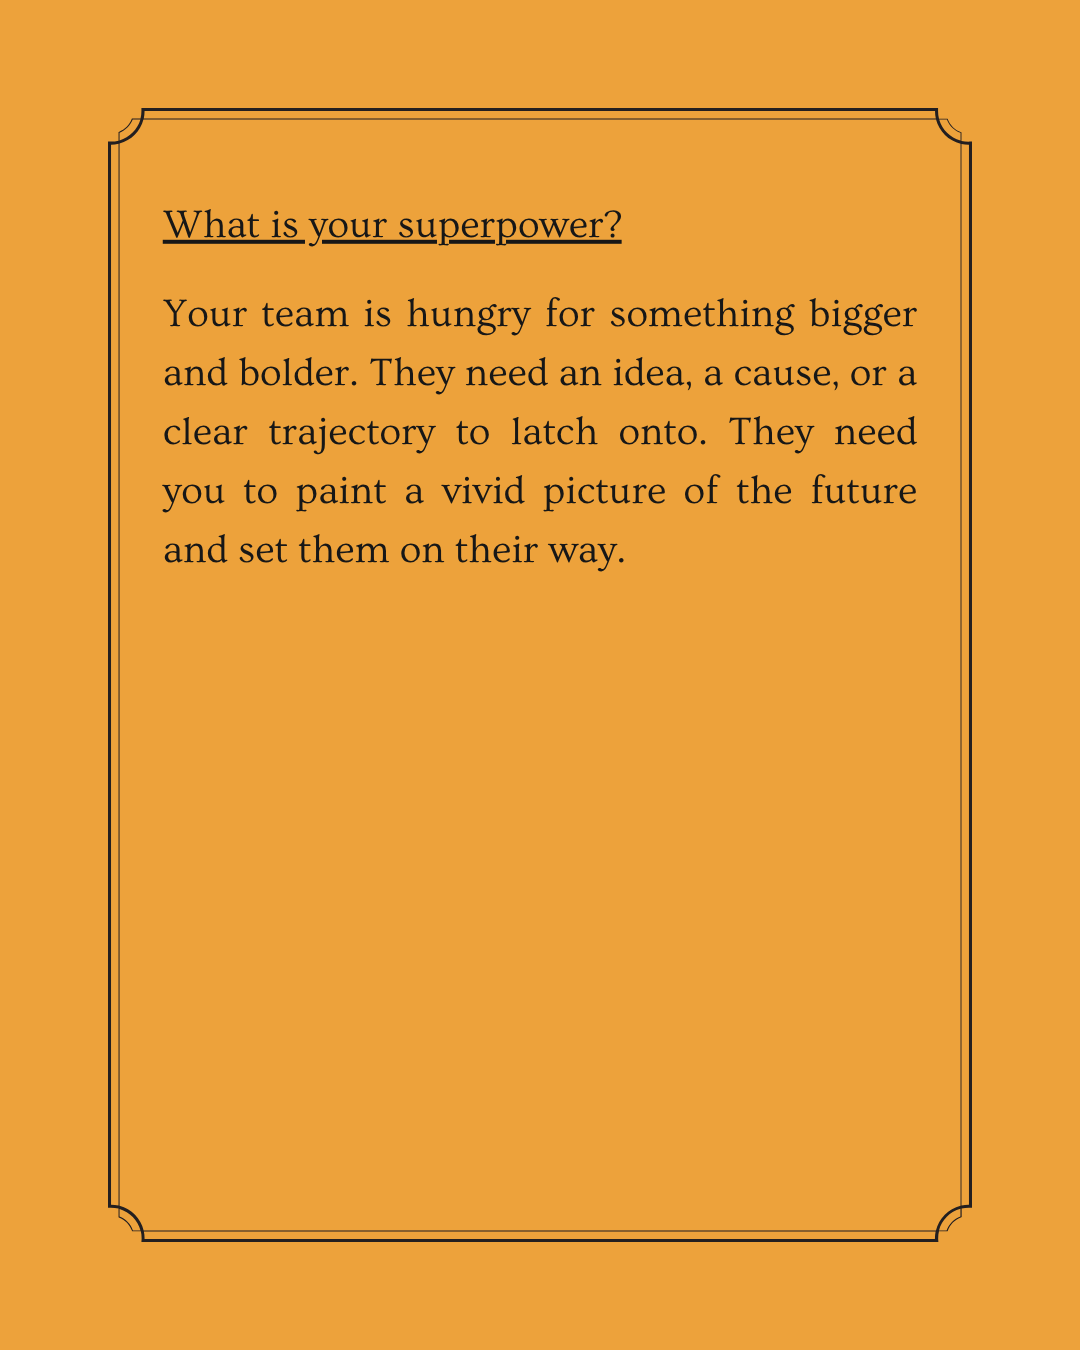 What is your superpower?
Your team is hungry for something bigger
and bolder. They need an idea, a cause, or a
clear trajectory to latch onto. They need
you to paint a vivid picture of the future
and set them on their way.